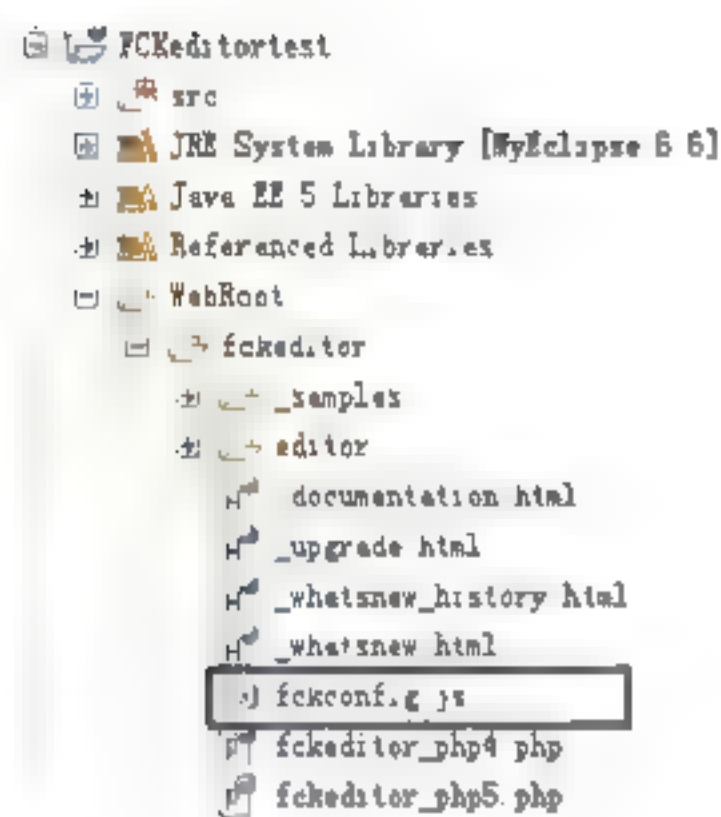 FCKeditortest
src
JRE System Library [MyEclipse 6.6]
Java EE 5 Libraries
Referenced Libraries
WebRoot
fckeditor
_samples
editor
_documentation.html
_upgrade.html
_whatsnew_history.html
_whatsnew.html
fckconfig.js
fckeditor_php4.php
fckeditor_php5.php